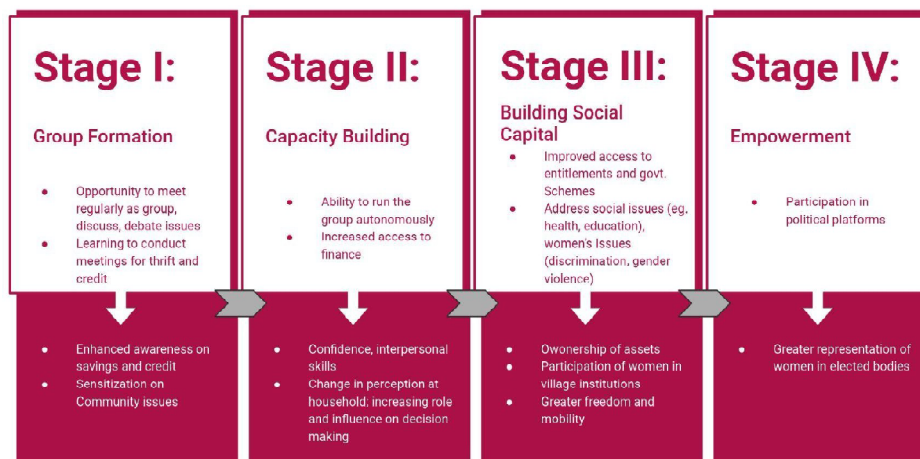 Stage I:
Group Formation
● Opportunity to meet
regularly as group,
discuss, debate issues
● Learning to conduct
meetings for thrift and
credit
● Enhanced awareness on
savings and credit
● Sensitization on
Community issues
Stage II:
Capacity Building
● Ability to run the
group autonomously
● Increased access to
finance
● Confidence, interpersonal
skills
● Change in perception at
household; increasing role
and influence on decision
making
Stage III:
Building Social
Capital
● Improved access to
entitlements and govt.
Schemes
● Address social issues (eg.
health, education),
women's Issues
(discrimination, gender
violence)
● Owonership of assets
● Participation of women in
village institutions
● Greater freedom and
mobility
Stage IV:
Empowerment
● Participation in
political platforms
● Greater representation of
women in elected bodies